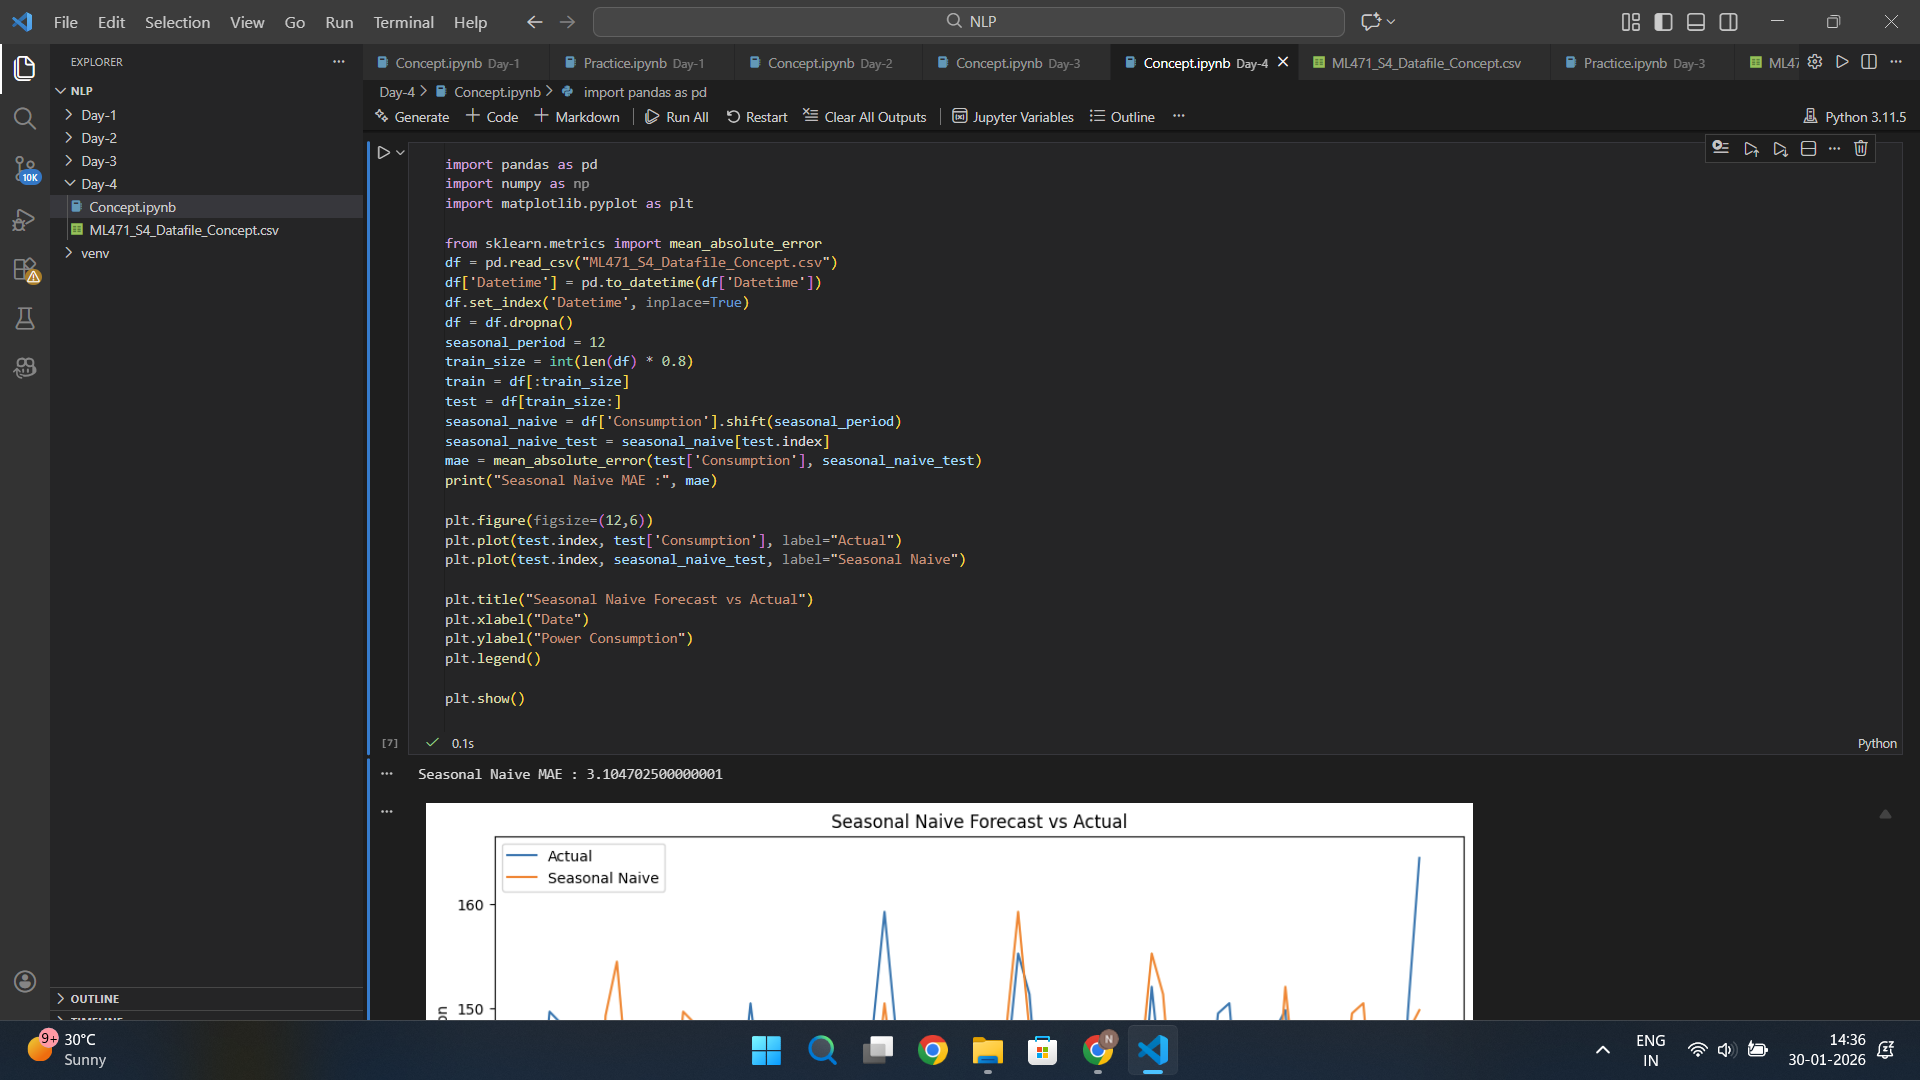 File Edit Selection View Go Run Terminal Help
NLP
EXPLORER
NLP
Day-1
Day-2
Day-3
Day-4
Concept.ipynb
ML471_S4_Datafile_Concept.csv
venv
10K
OUTLINE
Concept.ipynb Day-1
Practice.ipynb Day-1
Concept.ipynb Day-2
Concept.ipynb Day-3
Concept.ipynb Day-4
ML471_S4_Datafile_Concept.csv
Practice.ipynb Day-3
ML47
Day-4 > Concept.ipynb > import pandas as pd
Generate + Code + Markdown Run All Restart Clear All Outputs Jupyter Variables Outline ...
Python 3.11.5
import pandas as pd
import numpy as np
import matplotlib.pyplot as plt
from sklearn.metrics import mean_absolute_error
df = pd.read_csv("ML471_S4_Datafile_Concept.csv")
df['Datetime'] = pd.to_datetime(df['Datetime'])
df.set_index('Datetime', inplace=True)
df = df.dropna()
seasonal_period = 12
train_size = int(len(df) * 0.8)
train = df[:train_size]
test = df[train_size:]
seasonal_naive = df['Consumption'].shift(seasonal_period)
seasonal_naive_test = seasonal_naive[test.index]
mae = mean_absolute_error(test['Consumption'], seasonal_naive_test)
print("Seasonal Naive MAE :", mae)
plt.figure(figsize=(12,6))
plt.plot(test.index, test['Consumption'], label="Actual")
plt.plot(test.index, seasonal_naive_test, label="Seasonal Naive")
plt.title("Seasonal Naive Forecast vs Actual")
plt.xlabel("Date")
plt.ylabel("Power Consumption")
plt.legend()
plt.show()
[7] 0.1s
Python
Seasonal Naive MAE : 3.104702500000001
Seasonal Naive Forecast vs Actual
Actual
Seasonal Naive
160
150
9+
30°C
Sunny
N
ENG
IN
14:36
30-01-2026